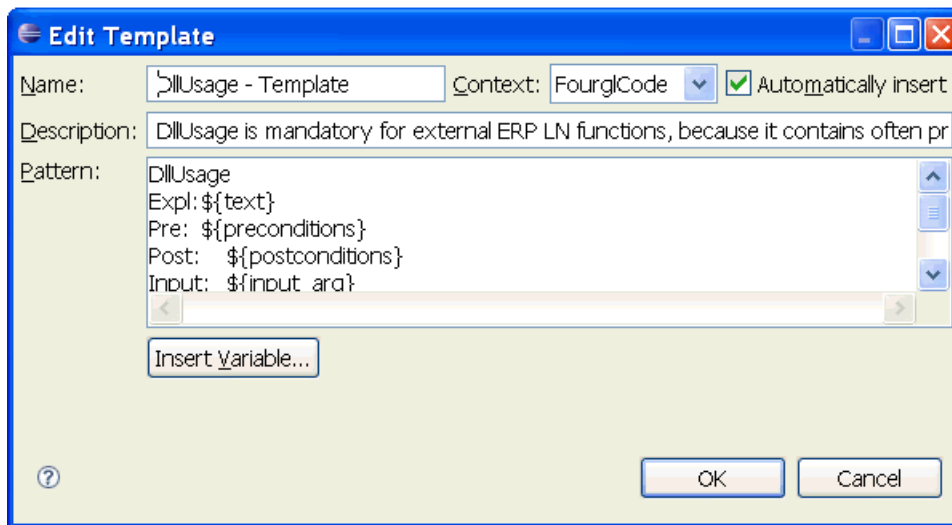 Edit Template
Name: DllUsage - Template Context: FourglCode Automatically insert
Description: DllUsage is mandatory for external ERP LN functions, because it contains often pr
Pattern: DllUsage
Expl: ${text}
Pre: ${preconditions}
Post: ${postconditions}
Input: ${input_arg}
Insert Variable...
?
OK Cancel